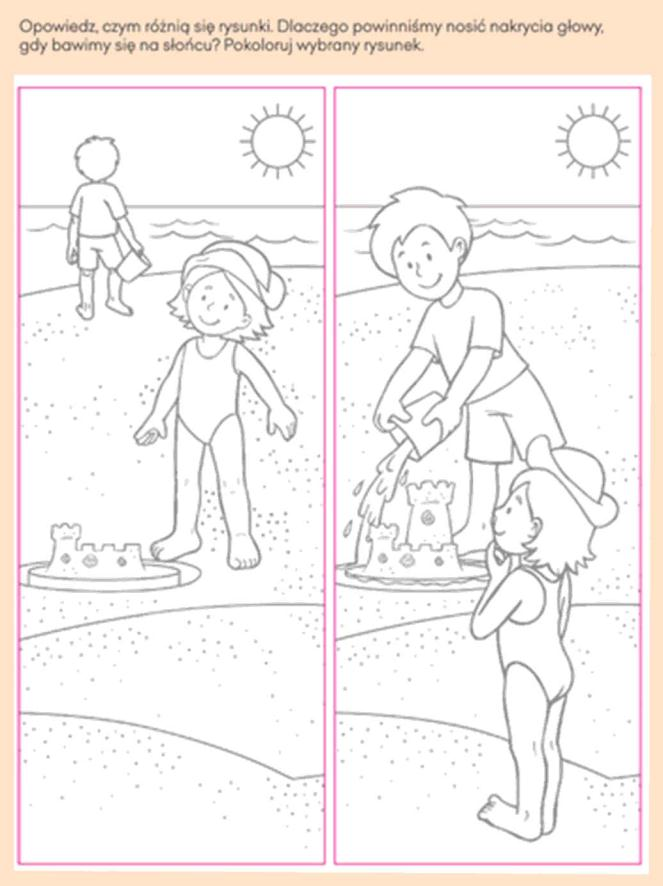 Opowiedz, czym różnią się rysunki. Dlaczego powinniśmy nosić nakrycia głowy,
gdy bawimy się na słońcu? Pokoloruj wybrany rysunek.